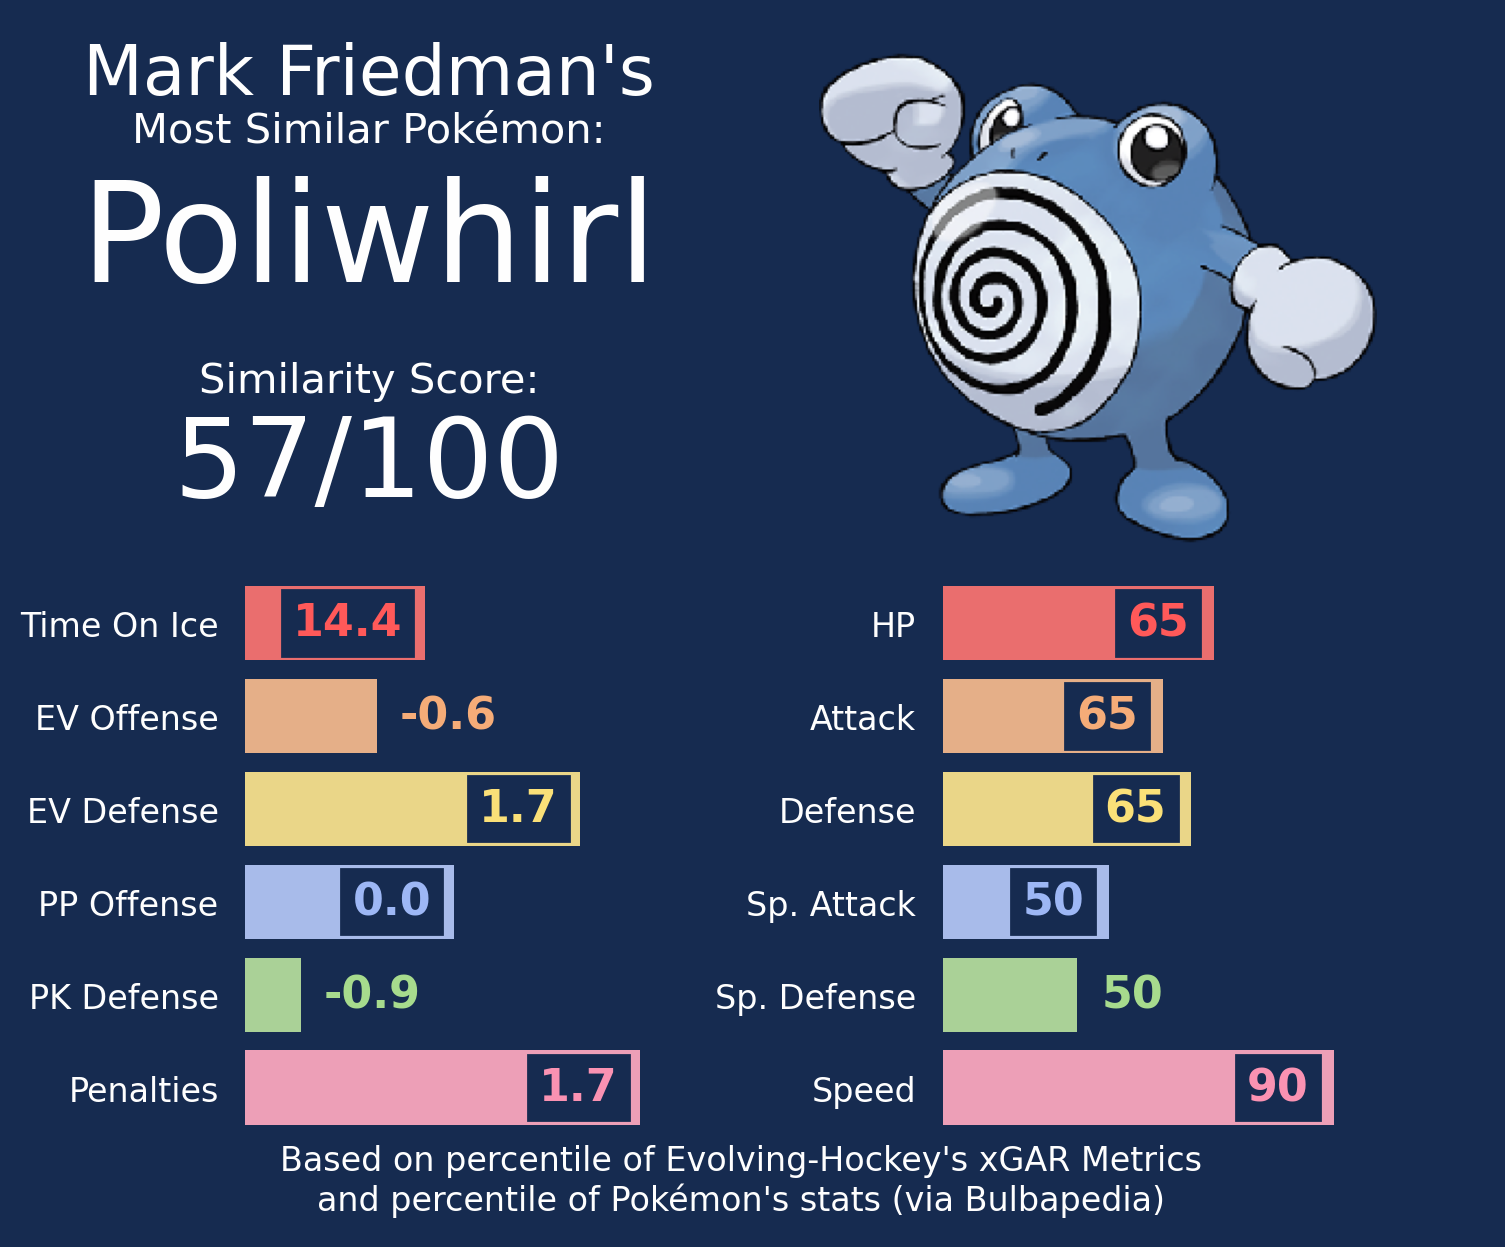 Mark Friedman's
Most Similar Pokémon:
Poliwhirl
Similarity Score:
57/100
Time On Ice 14.4
EV Offense -0.6
EV Defense 1.7
PP Offense 0.0
PK Defense -0.9
Penalties 1.7
HP 65
Attack 65
Defense 65
Sp. Attack 50
Sp. Defense 50
Speed 90
Based on percentile of Evolving-Hockey's xGAR Metrics
and percentile of Pokémon's stats (via Bulbapedia)